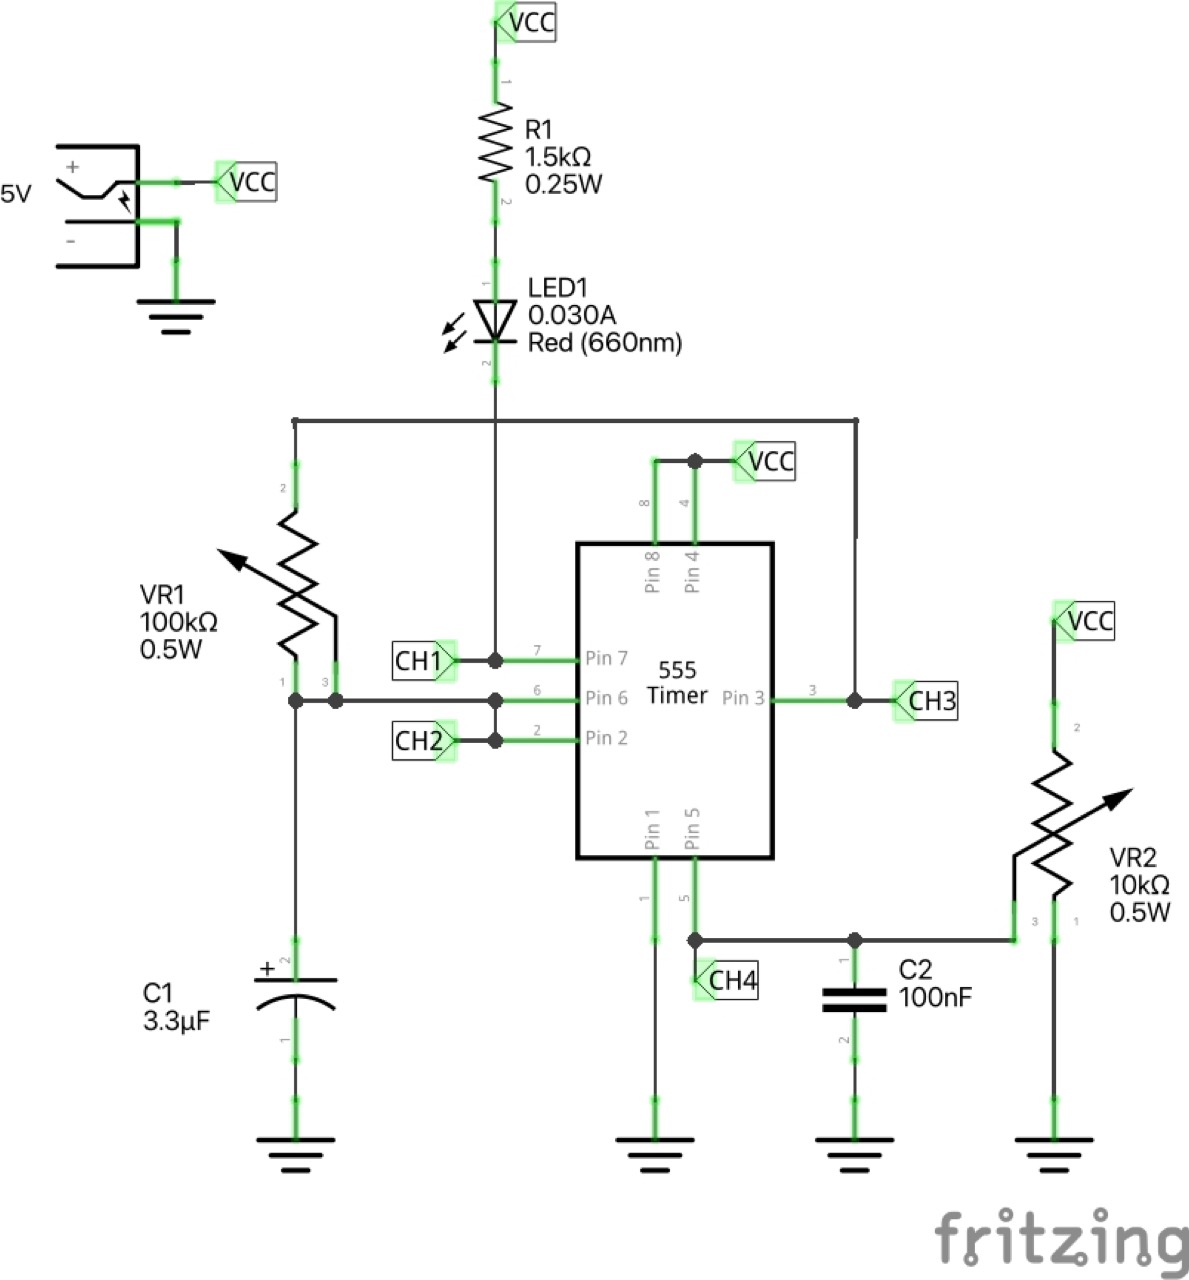 VCC
1
R1
1.5kΩ
0.25W
2
+
5V
-
VCC
1
LED1
0.030A
Red (660nm)
2
VCC
2
8
4
Pin 8
Pin 4
VR1
100kΩ
0.5W
VCC
CH1
7
Pin 7
555
Timer
1
3
6
Pin 6
Pin 3
3
CH3
CH2
2
Pin 2
2
Pin 1
Pin 5
VR2
10kΩ
0.5W
1
5
3
1
+
2
CH4
1
C2
100nF
C1
3.3µF
1
2
fritzing